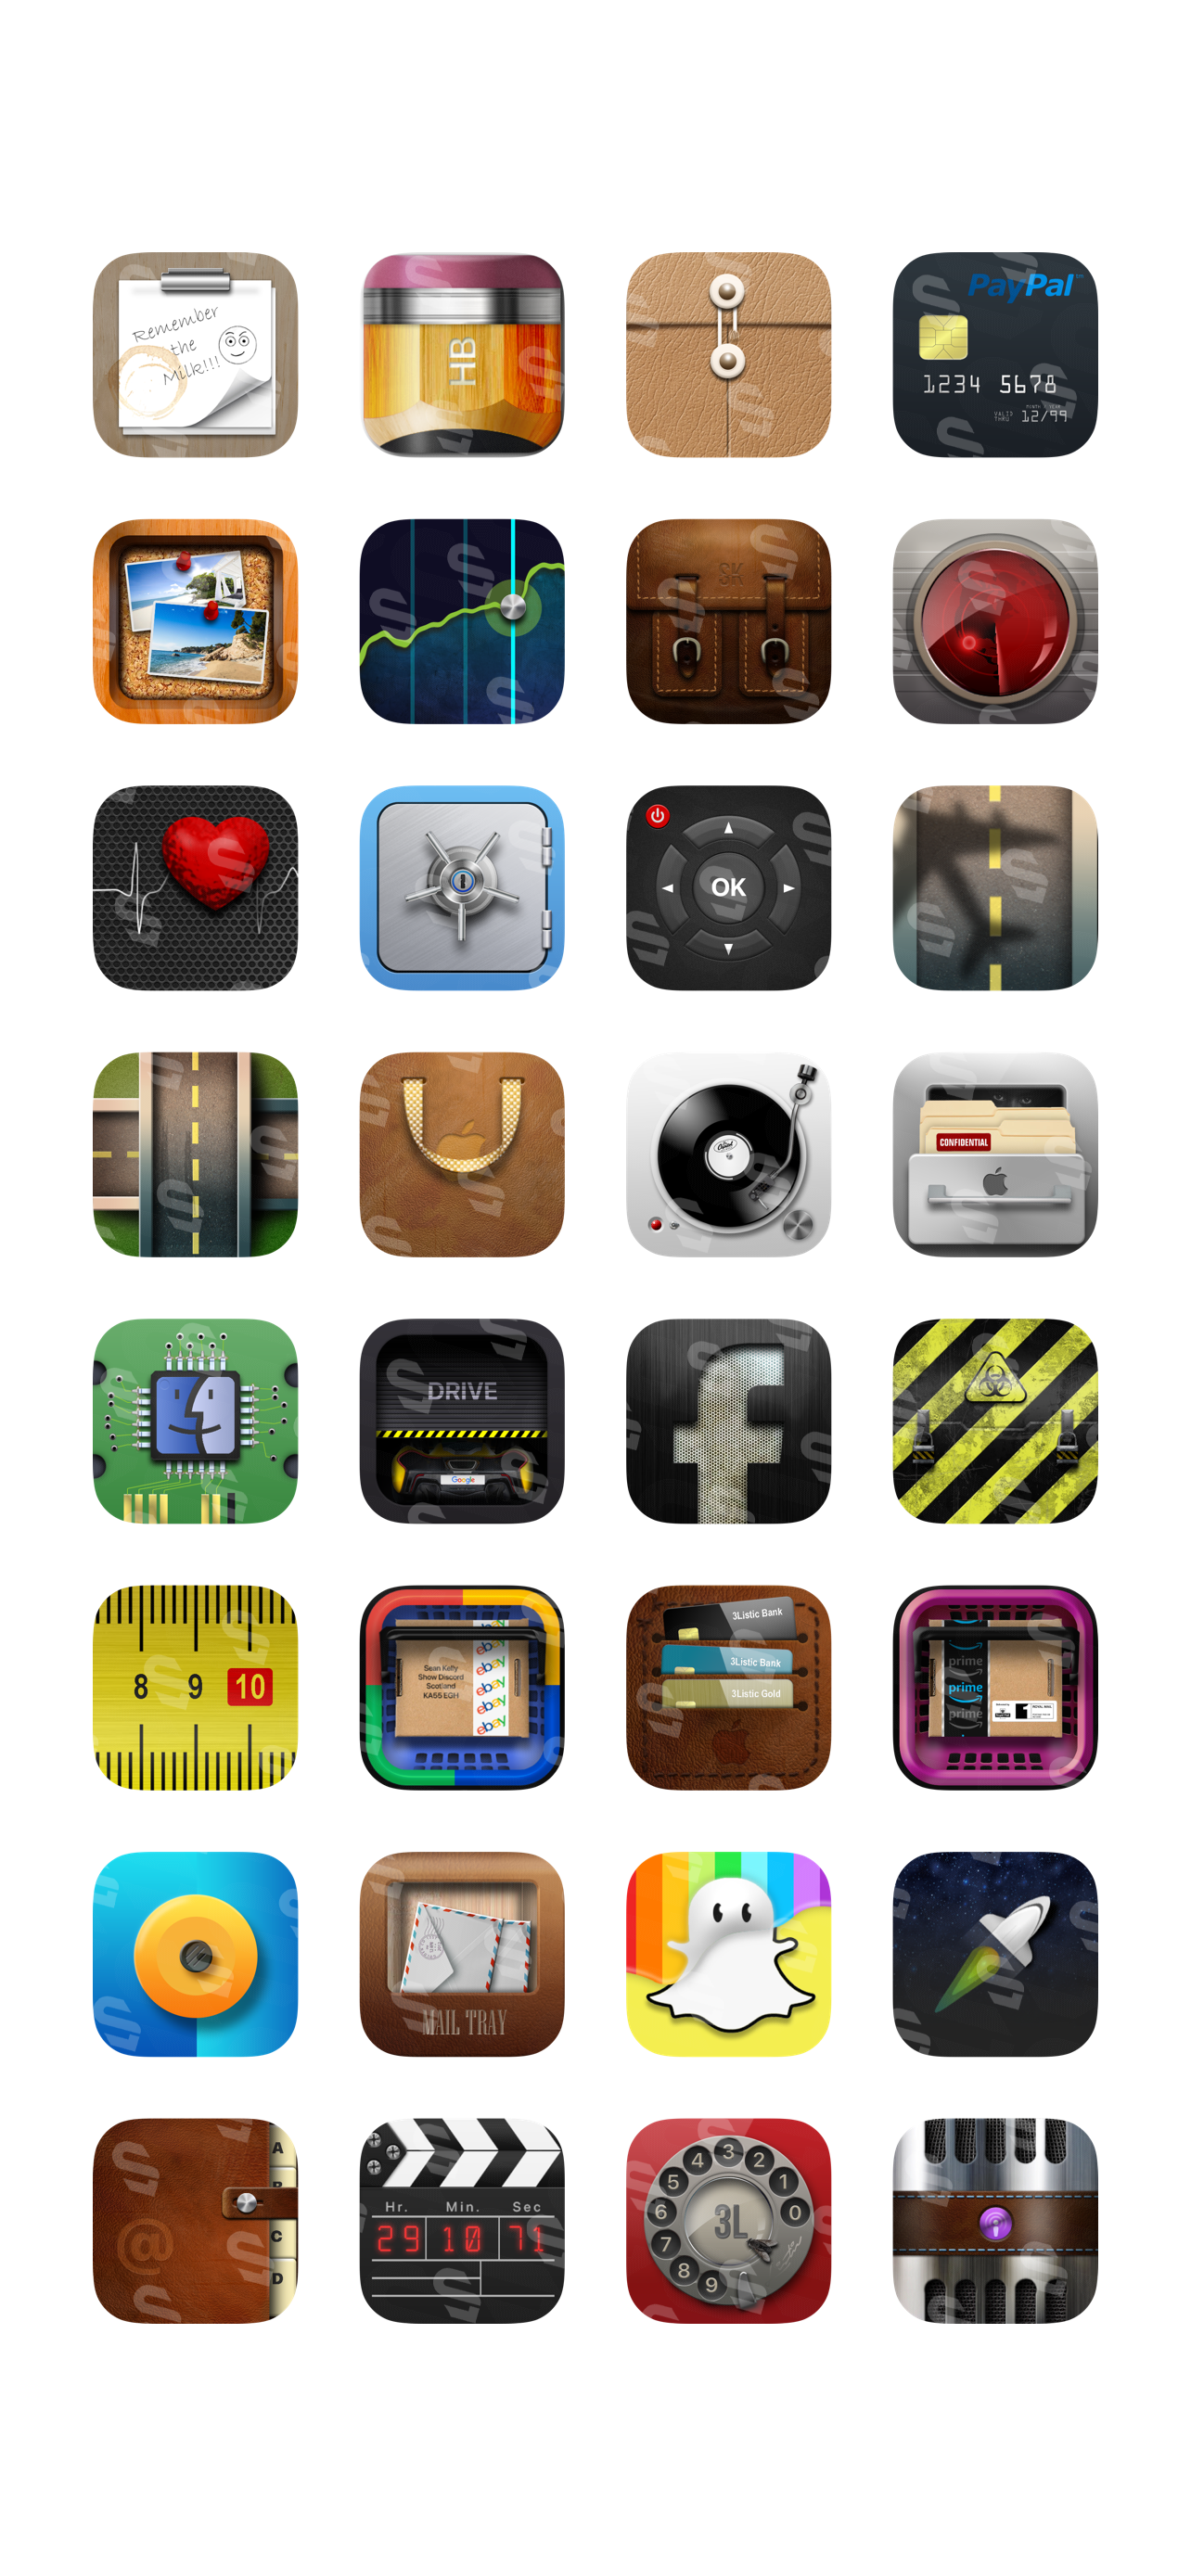 Remember
the
Milk!!!
HB
PayPal
1234 5678
VALID
THRU
MONTH / YEAR
12/99
SK
OK
CONFIDENTIAL
DRIVE
Google
8 9 10
Sean Kelly
Show Discord
Scotland
KA55 EGH
ebay
ebay
ebay
ebay
3Listic Bank
3Listic Bank
3Listic Gold
prime
prime
prime
MAIL TRAY
@
A
C
D
Hr. Min. Sec
29 10 71
3 2 1 0 4 5 6 7 8 9
3L